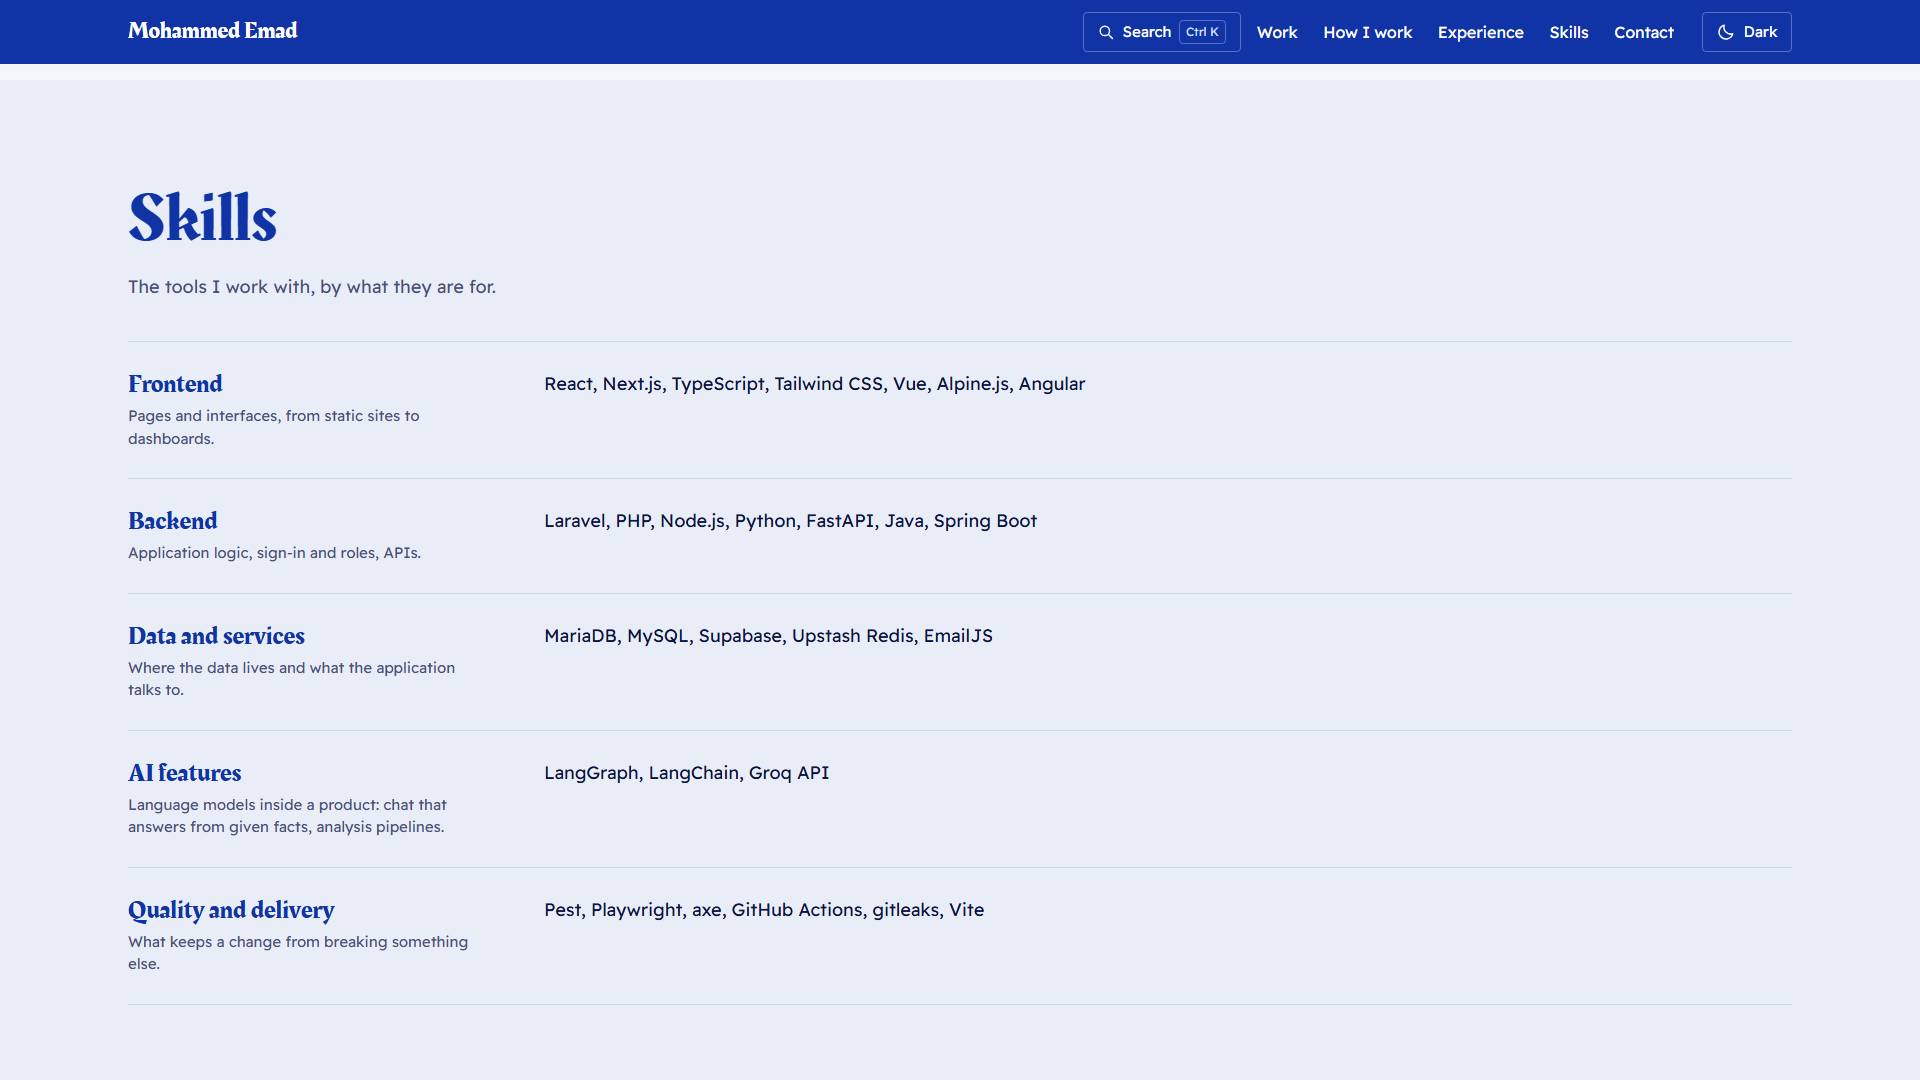 Mohammed Emad
Search Ctrl K Work How I work Experience Skills Contact Dark
Skills
The tools I work with, by what they are for.
Frontend
Pages and interfaces, from static sites to
dashboards.
React, Next.js, TypeScript, Tailwind CSS, Vue, Alpine.js, Angular
Backend
Application logic, sign-in and roles, APIs.
Laravel, PHP, Node.js, Python, FastAPI, Java, Spring Boot
Data and services
Where the data lives and what the application
talks to.
MariaDB, MySQL, Supabase, Upstash Redis, EmailJS
AI features
Language models inside a product: chat that
answers from given facts, analysis pipelines.
LangGraph, LangChain, Groq API
Quality and delivery
What keeps a change from breaking something
else.
Pest, Playwright, axe, GitHub Actions, gitleaks, Vite